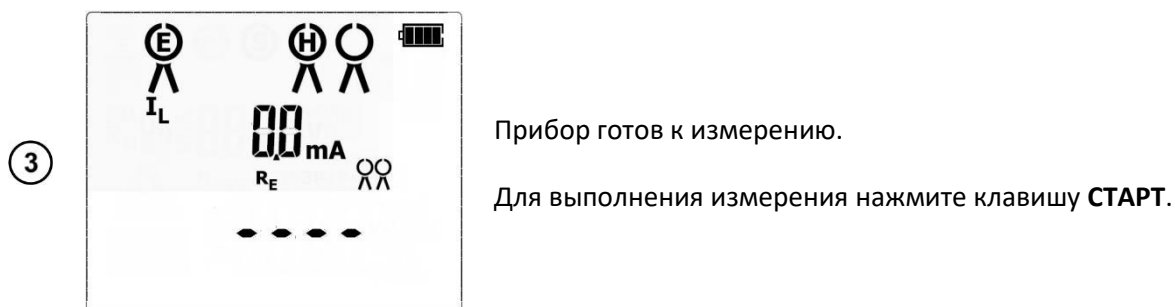 E H
I_L
0.0 mA
R_E
3
- - - -
Прибор готов к измерению.
Для выполнения измерения нажмите клавишу СТАРТ.